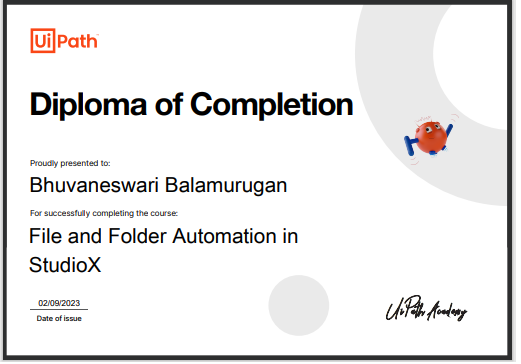 UiPath
Diploma of Completion
Proudly presented to:
Bhuvaneswari Balamurugan
For successfully completing the course:
File and Folder Automation in
StudioX
02/09/2023
Date of issue
UiPath Academy